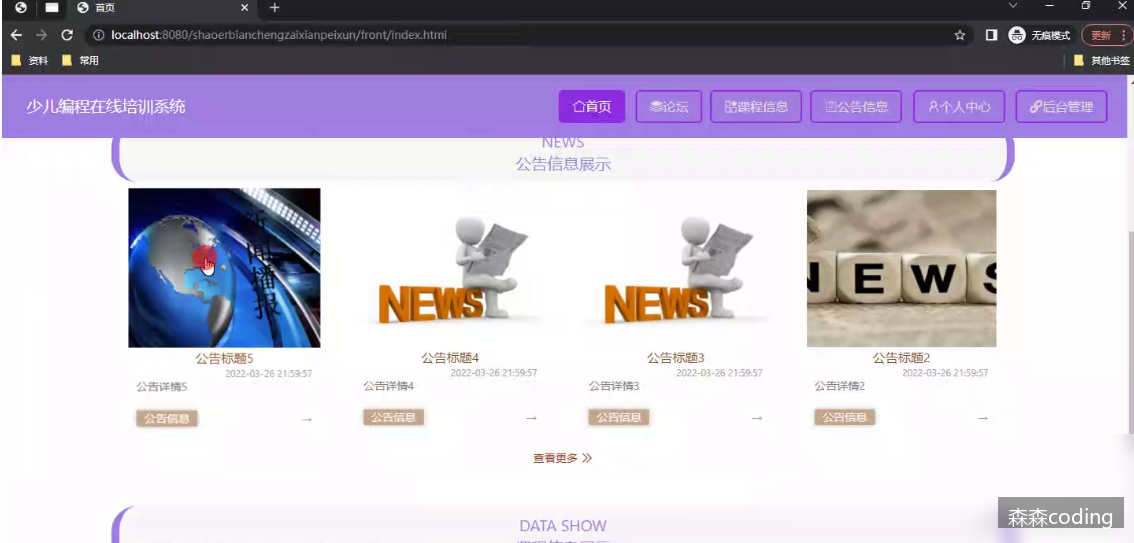 首页
localhost:8080/shaoerbianchengzaixianpeixun/front/index.html
无痕模式
更新
资料
常用
其他书签
少儿编程在线培训系统
首页
论坛
课程信息
公告信息
个人中心
后台管理
NEWS
公告信息展示
新闻播报
NEWS
NEWS
NEWS
公告标题5
公告标题4
公告标题3
公告标题2
2022-03-26 21:59:57
2022-03-26 21:59:57
2022-03-26 21:59:57
2022-03-26 21:59:57
公告详情5
公告详情4
公告详情3
公告详情2
公告信息
公告信息
公告信息
公告信息
查看更多
DATA SHOW
森森coding